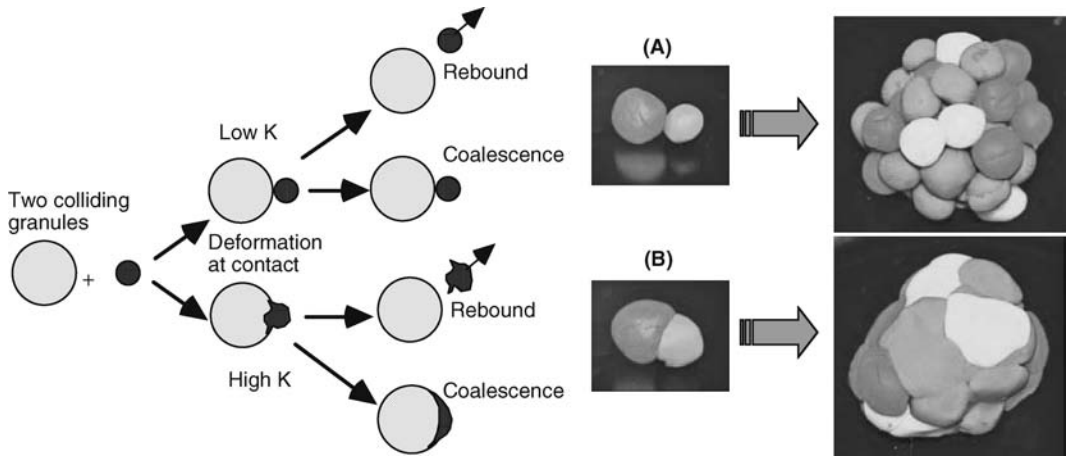 Rebound
Low K
Coalescence
Two colliding
granules
+
Deformation
at contact
Rebound
High K
Coalescence
(A)
(B)